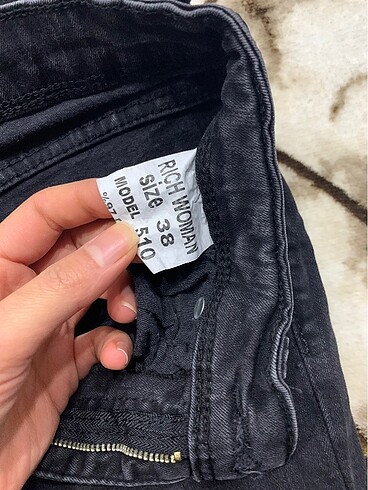 RICH WOMAN
size 38
MODEL 510